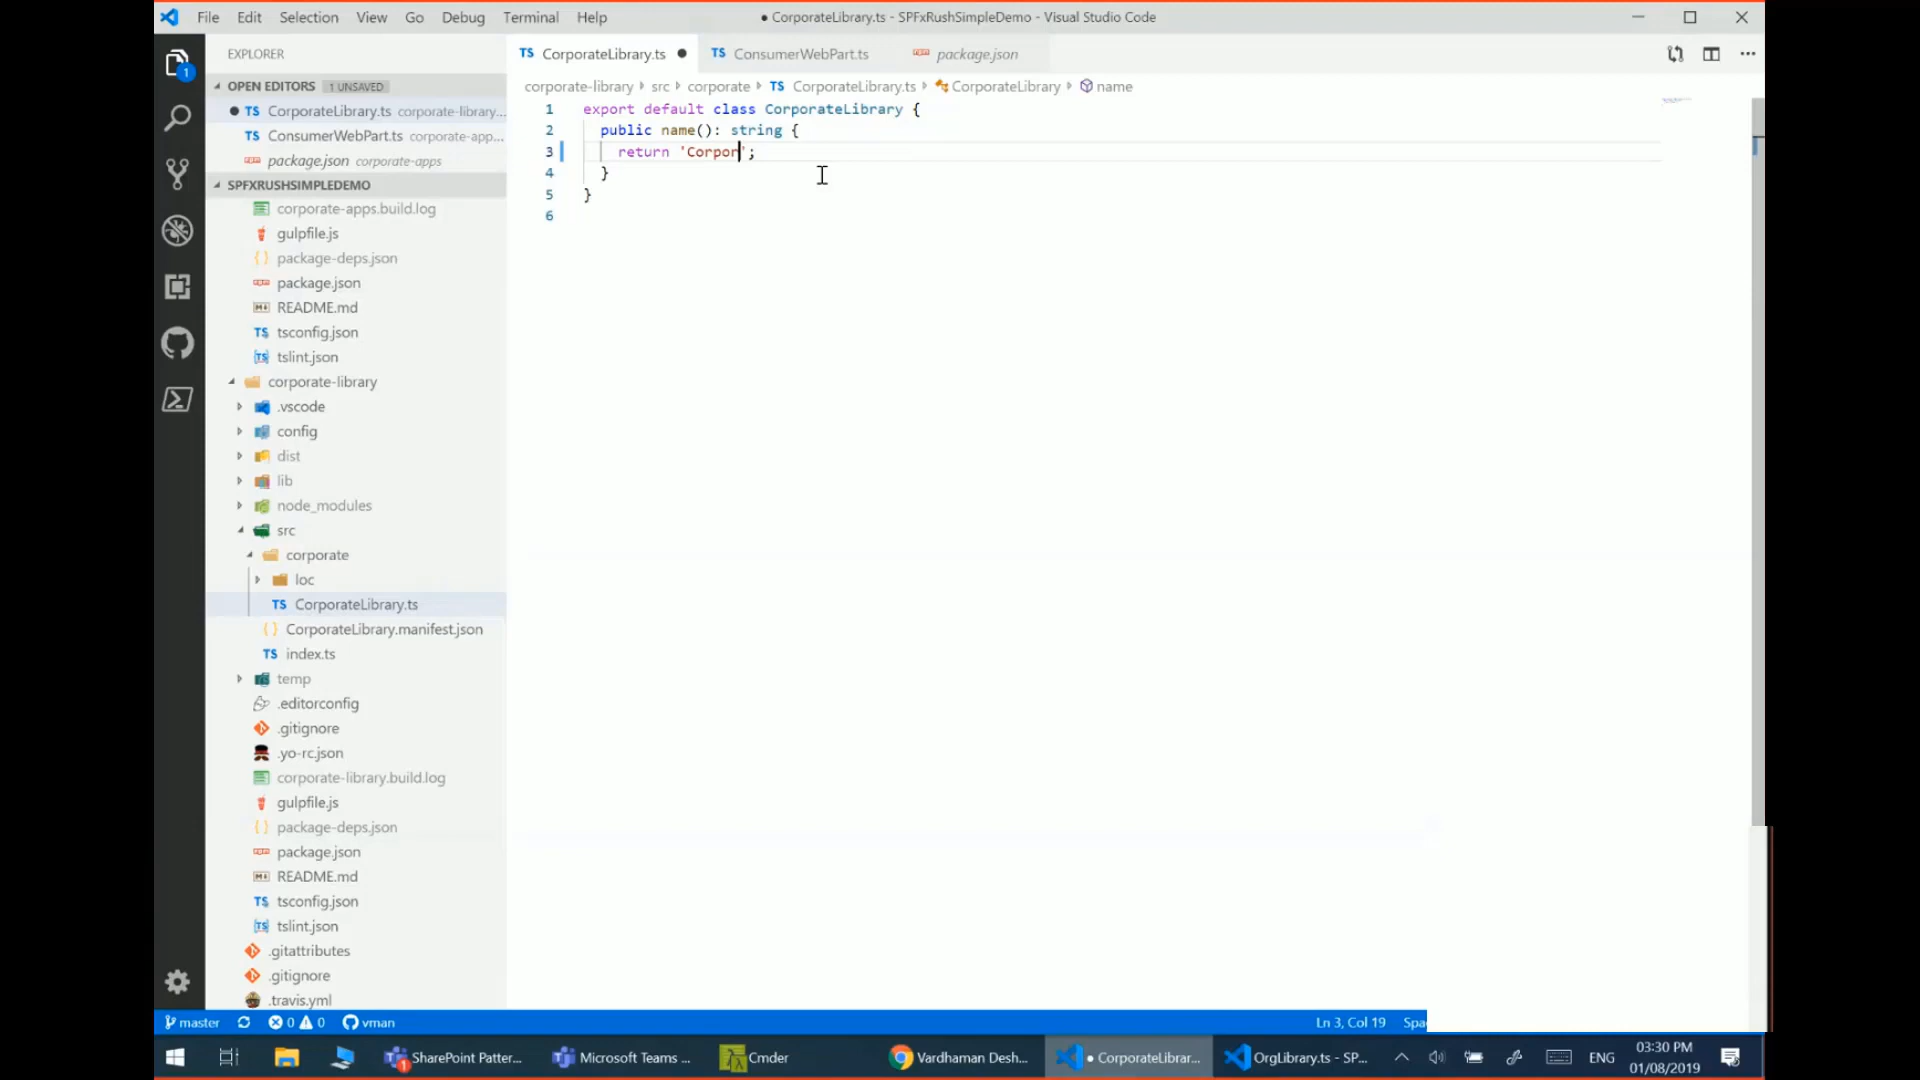 File Edit Selection View Go Debug Terminal Help
● CorporateLibrary.ts - SPFxRushSimpleDemo - Visual Studio Code
EXPLORER
OPEN EDITORS 1 UNSAVED
TS CorporateLibrary.ts corporate-library...
TS ConsumerWebPart.ts corporate-app...
package.json corporate-apps
SPFXRUSHSIMPLEDEMO
corporate-apps.build.log
gulpfile.js
package-deps.json
package.json
README.md
TS tsconfig.json
tslint.json
corporate-library
.vscode
config
dist
lib
node_modules
src
corporate
loc
TS CorporateLibrary.ts
CorporateLibrary.manifest.json
TS index.ts
temp
.editorconfig
.gitignore
.yo-rc.json
corporate-library.build.log
gulpfile.js
package-deps.json
package.json
README.md
TS tsconfig.json
tslint.json
.gitattributes
.gitignore
.travis.yml
TS CorporateLibrary.ts ● TS ConsumerWebPart.ts package.json
corporate-library › src › corporate › TS CorporateLibrary.ts › CorporateLibrary › name
1 export default class CorporateLibrary {
2 public name(): string {
3 return 'Corpor';
4 }
5 }
6
1
master 0 0 vman
Ln 3, Col 19 Spa
SharePoint Patter... Microsoft Teams ... Cmder Vardhaman Desh... ● CorporateLibrar... OrgLibrary.ts - SP... ENG
03:30 PM
01/08/2019